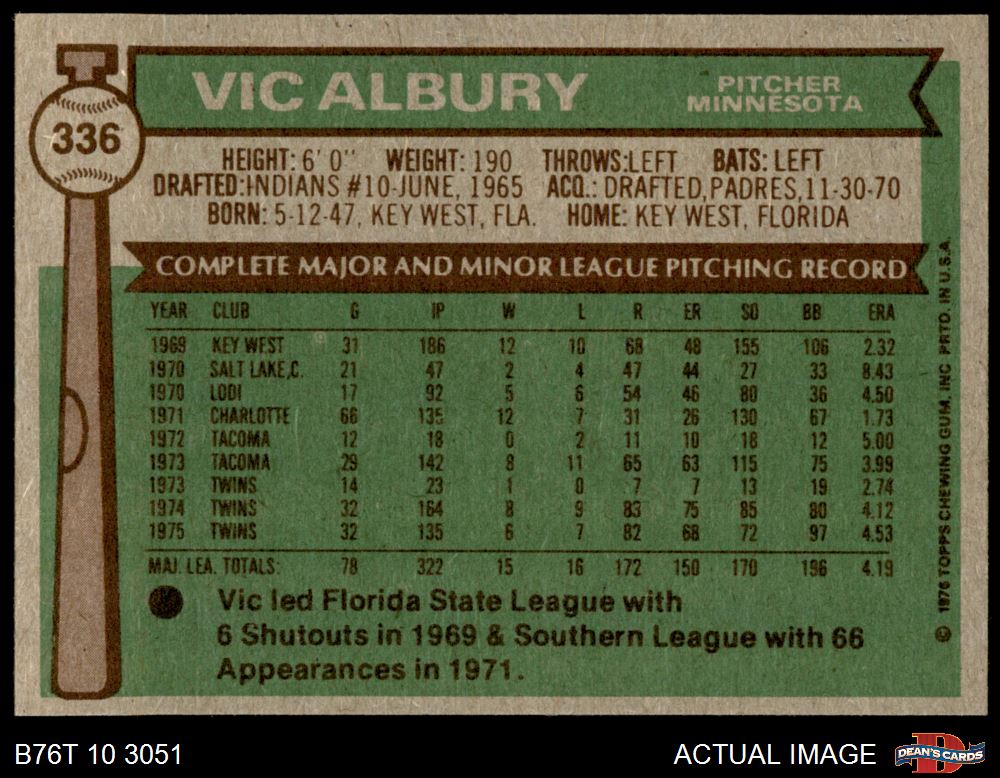 336
VIC ALBURY
PITCHER
MINNESOTA
HEIGHT: 6' 0" WEIGHT: 190 THROWS:LEFT BATS: LEFT
DRAFTED:INDIANS #10-JUNE, 1965 ACQ.: DRAFTED,PADRES,11-30-70
BORN: 5-12-47, KEY WEST, FLA. HOME: KEY WEST, FLORIDA
COMPLETE MAJOR AND MINOR LEAGUE PITCHING RECORD
YEAR CLUB G IP W L R ER SO BB ERA
1969 KEY WEST 31 186 12 10 68 48 155 106 2.32
1970 SALT LAKE,C. 21 47 2 4 47 44 27 33 8.43
1970 LODI 17 92 5 6 54 46 80 36 4.50
1971 CHARLOTTE 66 135 12 7 31 26 130 67 1.73
1972 TACOMA 12 18 0 2 11 10 18 12 5.00
1973 TACOMA 29 142 8 11 65 63 115 75 3.99
1973 TWINS 14 23 1 0 7 7 13 19 2.74
1974 TWINS 32 164 8 9 83 75 85 80 4.12
1975 TWINS 32 135 6 7 82 68 72 97 4.53
MAJ. LEA. TOTALS: 78 322 15 16 172 150 170 196 4.19
Vic led Florida State League with
6 Shutouts in 1969 & Southern League with 66
Appearances in 1971.
© 1976 TOPPS CHEWING GUM, INC PRTD. IN U.S.A.
B76T 10 3051 ACTUAL IMAGE
DEAN'S CARDS